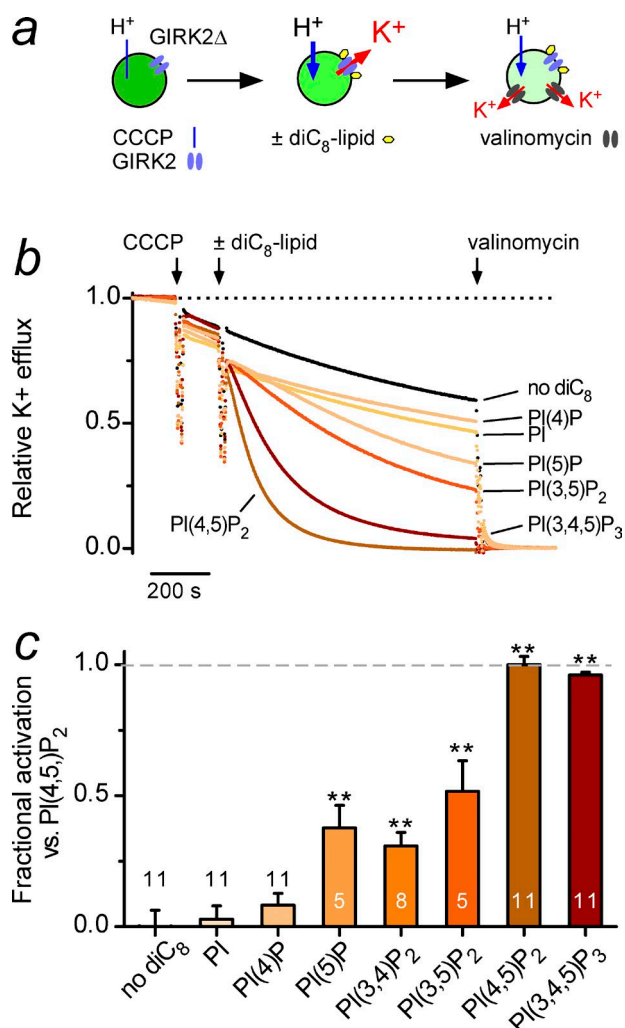 a
H+
GIRK2Δ
H+
K+
H+
K+
K+
CCCP
GIRK2
± diC8-lipid
valinomycin
b
CCCP
± diC8-lipid
valinomycin
1.0
0.5
0.0
Relative K+ efflux
no diC8
PI(4)P
PI
PI(5)P
PI(3,5)P2
PI(3,4,5)P3
PI(4,5)P2
200 s
c
Fractional activation
vs. PI(4,5,)P2
1.0
0.5
0.0
11
11
11
**
5
**
8
**
5
**
11
**
11
no diC8
PI
PI(4)P
PI(5)P
PI(3,4)P2
PI(3,5)P2
PI(4,5)P2
PI(3,4,5)P3